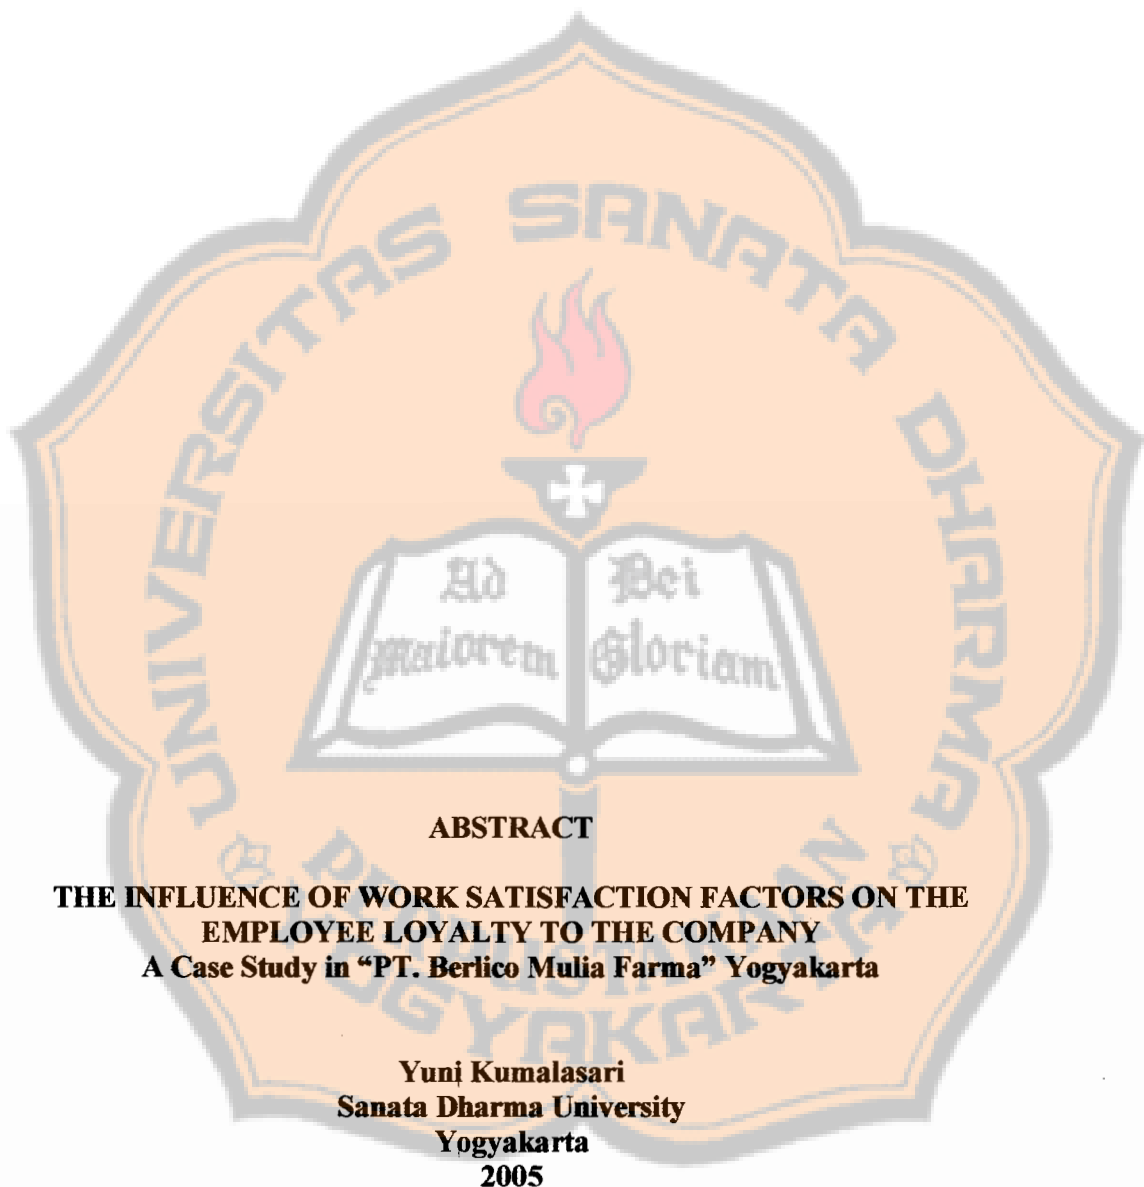 UNIVERSITAS SANATA DHARMA
Ad Dei
Maiorem Gloriam
PERPUSTAKAAN
YOGYAKARTA
ABSTRACT
THE INFLUENCE OF WORK SATISFACTION FACTORS ON THE
EMPLOYEE LOYALTY TO THE COMPANY
A Case Study in “PT. Berlico Mulia Farma” Yogyakarta
Yuni Kumalasari
Sanata Dharma University
Yogyakarta
2005